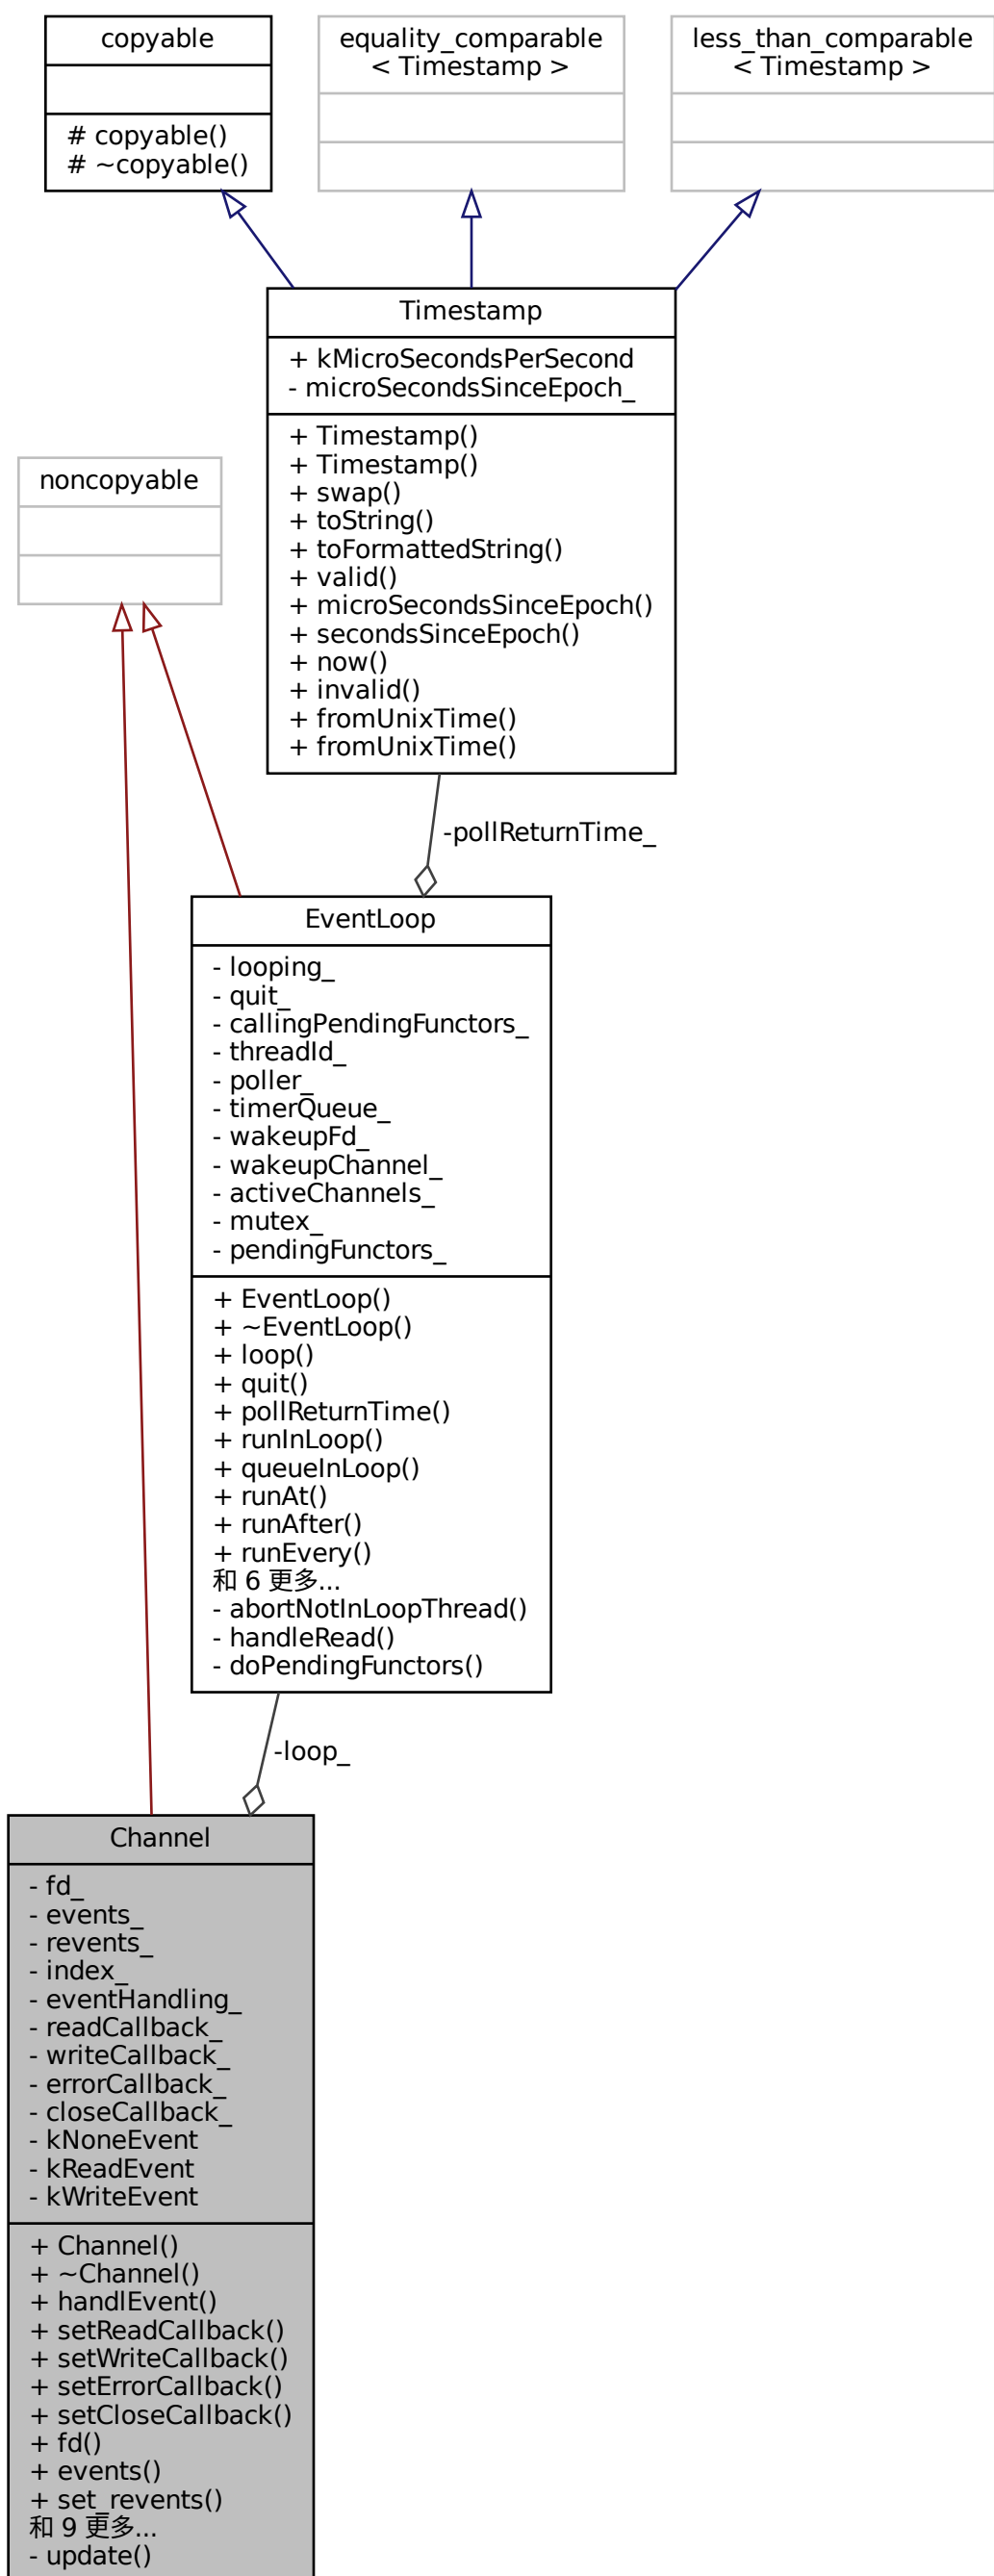 copyable
# copyable()
# ~copyable()
equality_comparable
< Timestamp >
less_than_comparable
< Timestamp >
Timestamp
+ kMicroSecondsPerSecond
- microSecondsSinceEpoch_
+ Timestamp()
+ Timestamp()
+ swap()
+ toString()
+ toFormattedString()
+ valid()
+ microSecondsSinceEpoch()
+ secondsSinceEpoch()
+ now()
+ invalid()
+ fromUnixTime()
+ fromUnixTime()
noncopyable
-pollReturnTime_
EventLoop
- looping_
- quit_
- callingPendingFunctors_
- threadId_
- poller_
- timerQueue_
- wakeupFd_
- wakeupChannel_
- activeChannels_
- mutex_
- pendingFunctors_
+ EventLoop()
+ ~EventLoop()
+ loop()
+ quit()
+ pollReturnTime()
+ runInLoop()
+ queueInLoop()
+ runAt()
+ runAfter()
+ runEvery()
和 6 更多...
- abortNotInLoopThread()
- handleRead()
- doPendingFunctors()
-loop_
Channel
- fd_
- events_
- revents_
- index_
- eventHandling_
- readCallback_
- writeCallback_
- errorCallback_
- closeCallback_
- kNoneEvent
- kReadEvent
- kWriteEvent
+ Channel()
+ ~Channel()
+ handlEvent()
+ setReadCallback()
+ setWriteCallback()
+ setErrorCallback()
+ setCloseCallback()
+ fd()
+ events()
+ set_revents()
和 9 更多...
- update()